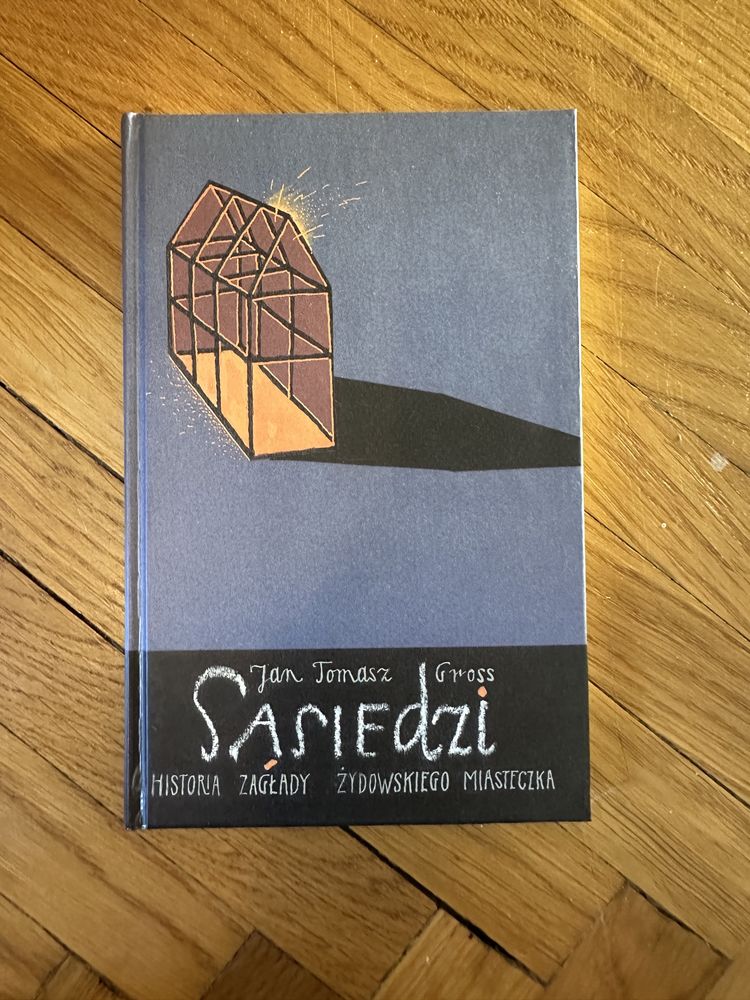 Jan Tomasz Gross
SĄSIEdzi
HISTORIA ZAGŁADY ŻYDOWSKIEGO MIASTECZKA